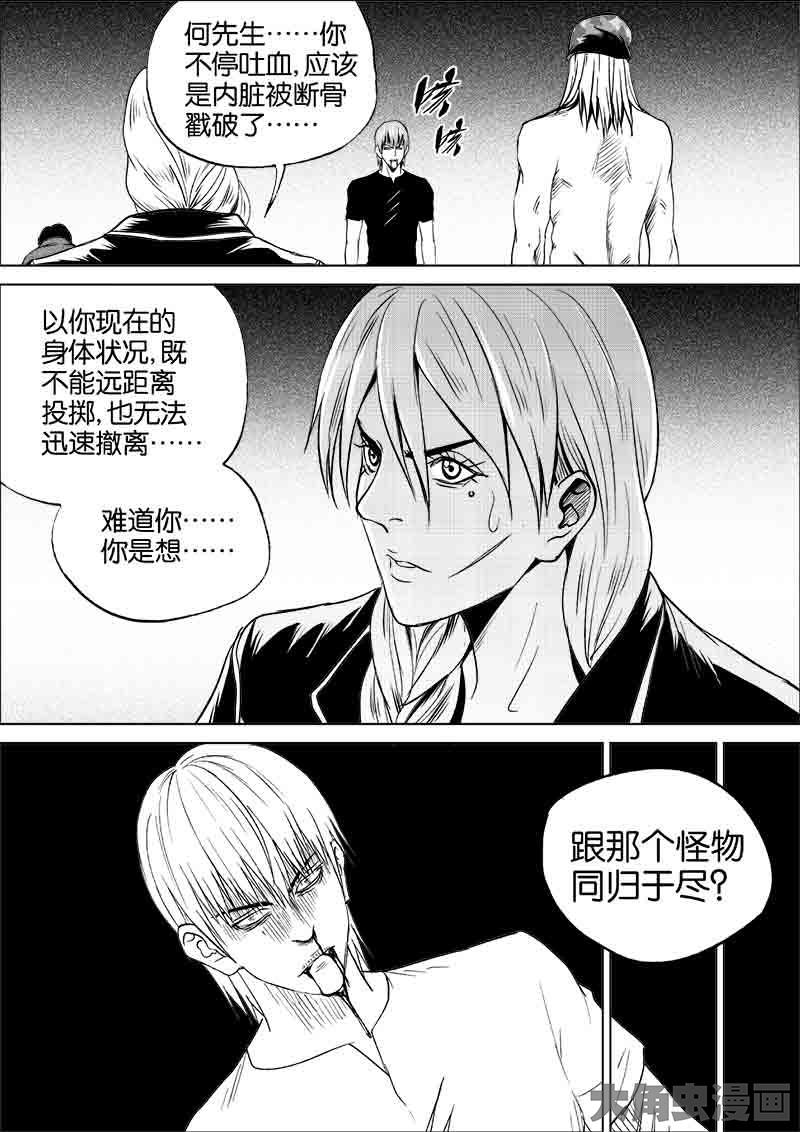 何先生……你
不停吐血,应该
是内脏被断骨
戳破了……
咳
咳
以你现在的
身体状况,既
不能远距离
投掷,也无法
迅速撤离……
难道你……
你是想……
跟那个怪物
同归于尽?
大角虫漫画